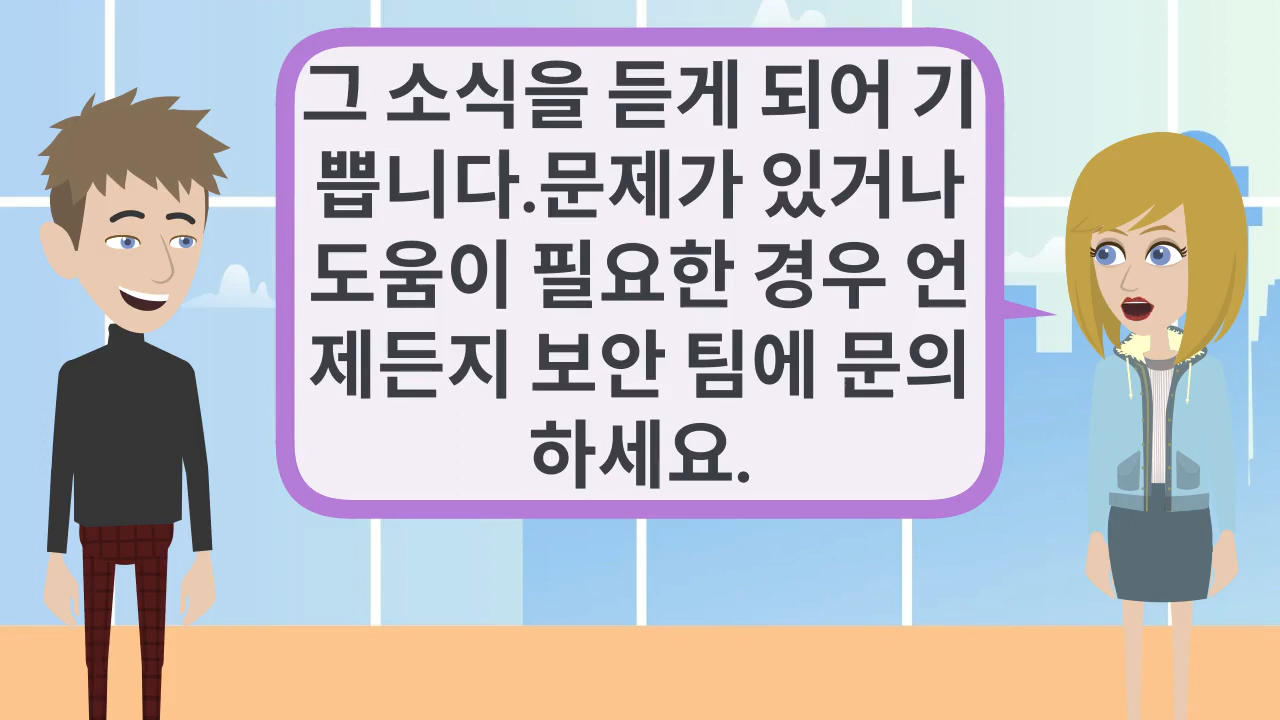 그 소식을 듣게 되어 기
쁩니다.문제가 있거나
도움이 필요한 경우 언
제든지 보안 팀에 문의
하세요.